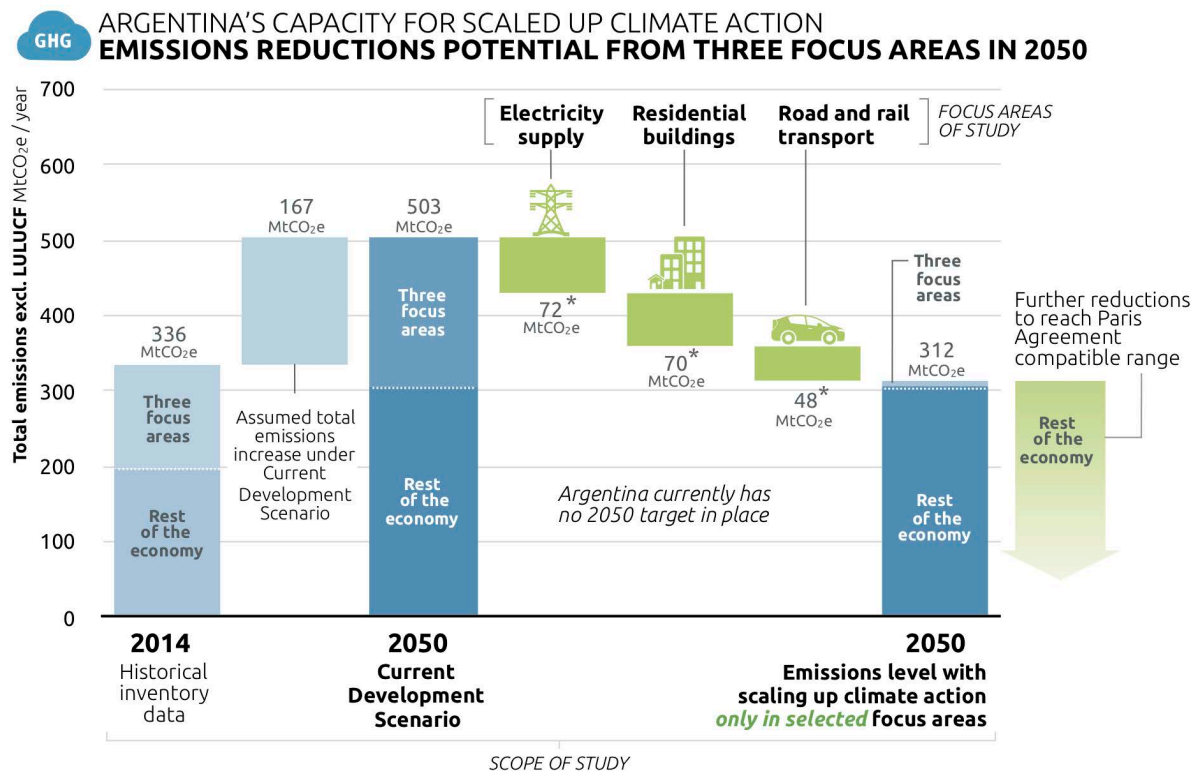 GHG
ARGENTINA'S CAPACITY FOR SCALED UP CLIMATE ACTION
EMISSIONS REDUCTIONS POTENTIAL FROM THREE FOCUS AREAS IN 2050
Total emissions excl. LULUCF MtCO₂e / year
700
600
500
400
300
200
100
0
Electricity
supply
Residential
buildings
Road and rail
transport
FOCUS AREAS
OF STUDY
336
MtCO₂e
Three
focus
areas
Rest
of the
economy
167
MtCO₂e
Assumed total
emissions
increase under
Current
Development
Scenario
503
MtCO₂e
Three
focus
areas
Rest
of the
economy
72*
MtCO₂e
70*
MtCO₂e
48*
MtCO₂e
Argentina currently has
no 2050 target in place
Three
focus
areas
312
MtCO₂e
Rest
of the
economy
Further reductions
to reach Paris
Agreement
compatible range
Rest
of the
economy
2014
Historical
inventory
data
2050
Current
Development
Scenario
2050
Emissions level with
scaling up climate action
only in selected focus areas
SCOPE OF STUDY